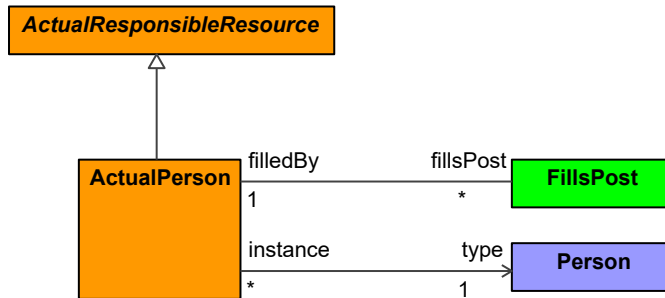 ActualResponsibleResource
filledBy fillsPost
ActualPerson FillsPost
1 *
instance type
Person
* 1